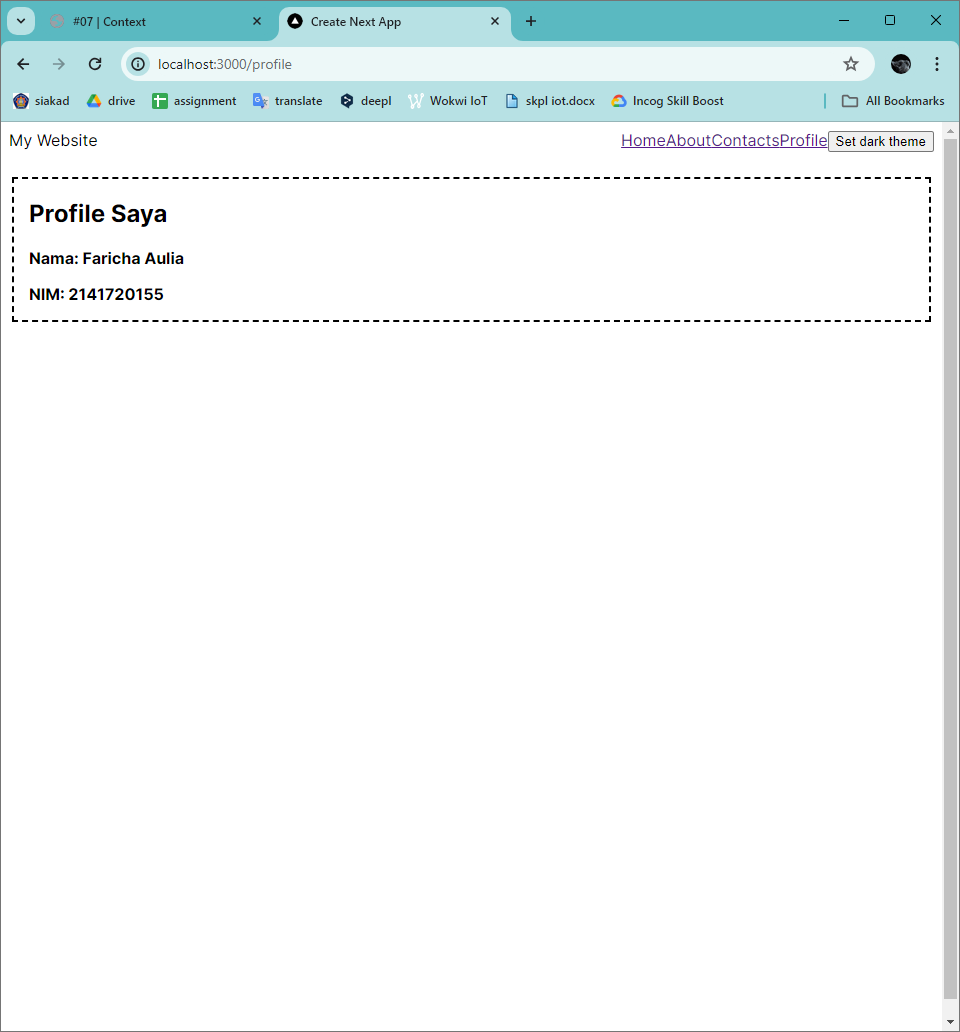 #07 | Context
Create Next App
localhost:3000/profile
siakad drive assignment translate deepl Wokwi IoT skpl iot.docx Incog Skill Boost All Bookmarks
My Website HomeAboutContactsProfile Set dark theme
Profile Saya
Nama: Faricha Aulia
NIM: 2141720155